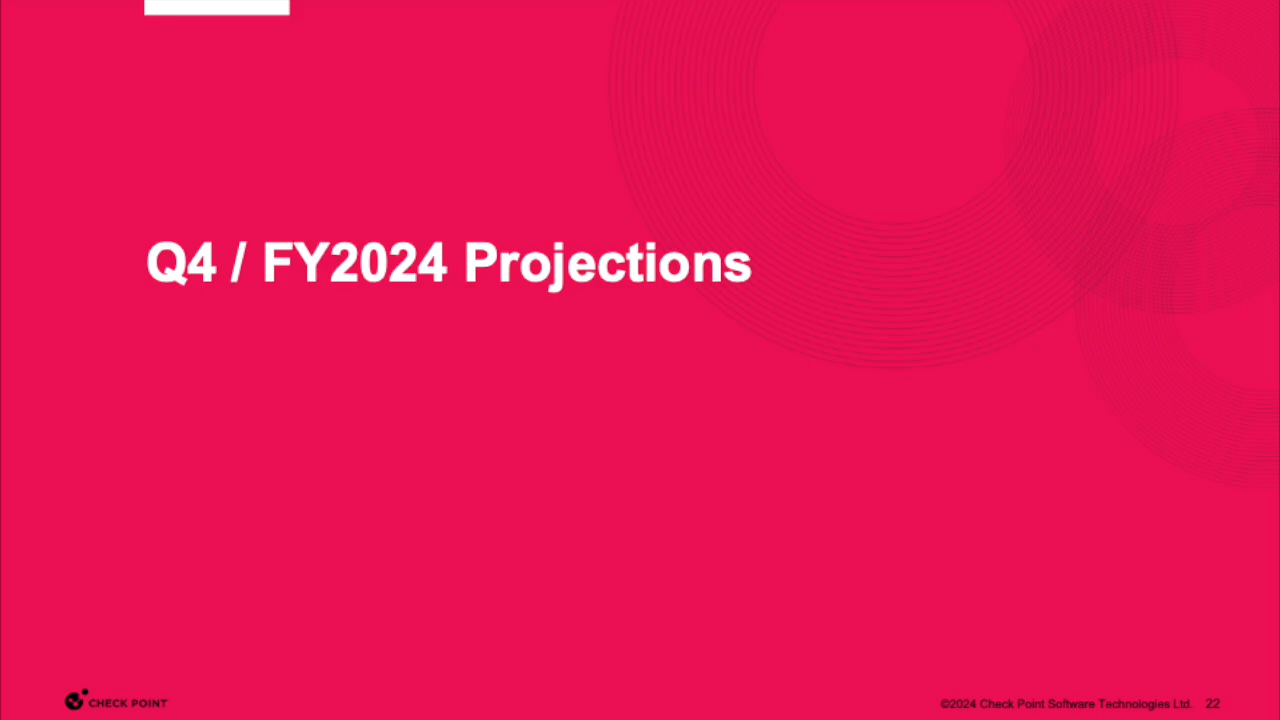 Q4 / FY2024 Projections
CHECK POINT
©2024 Check Point Software Technologies Ltd. 22